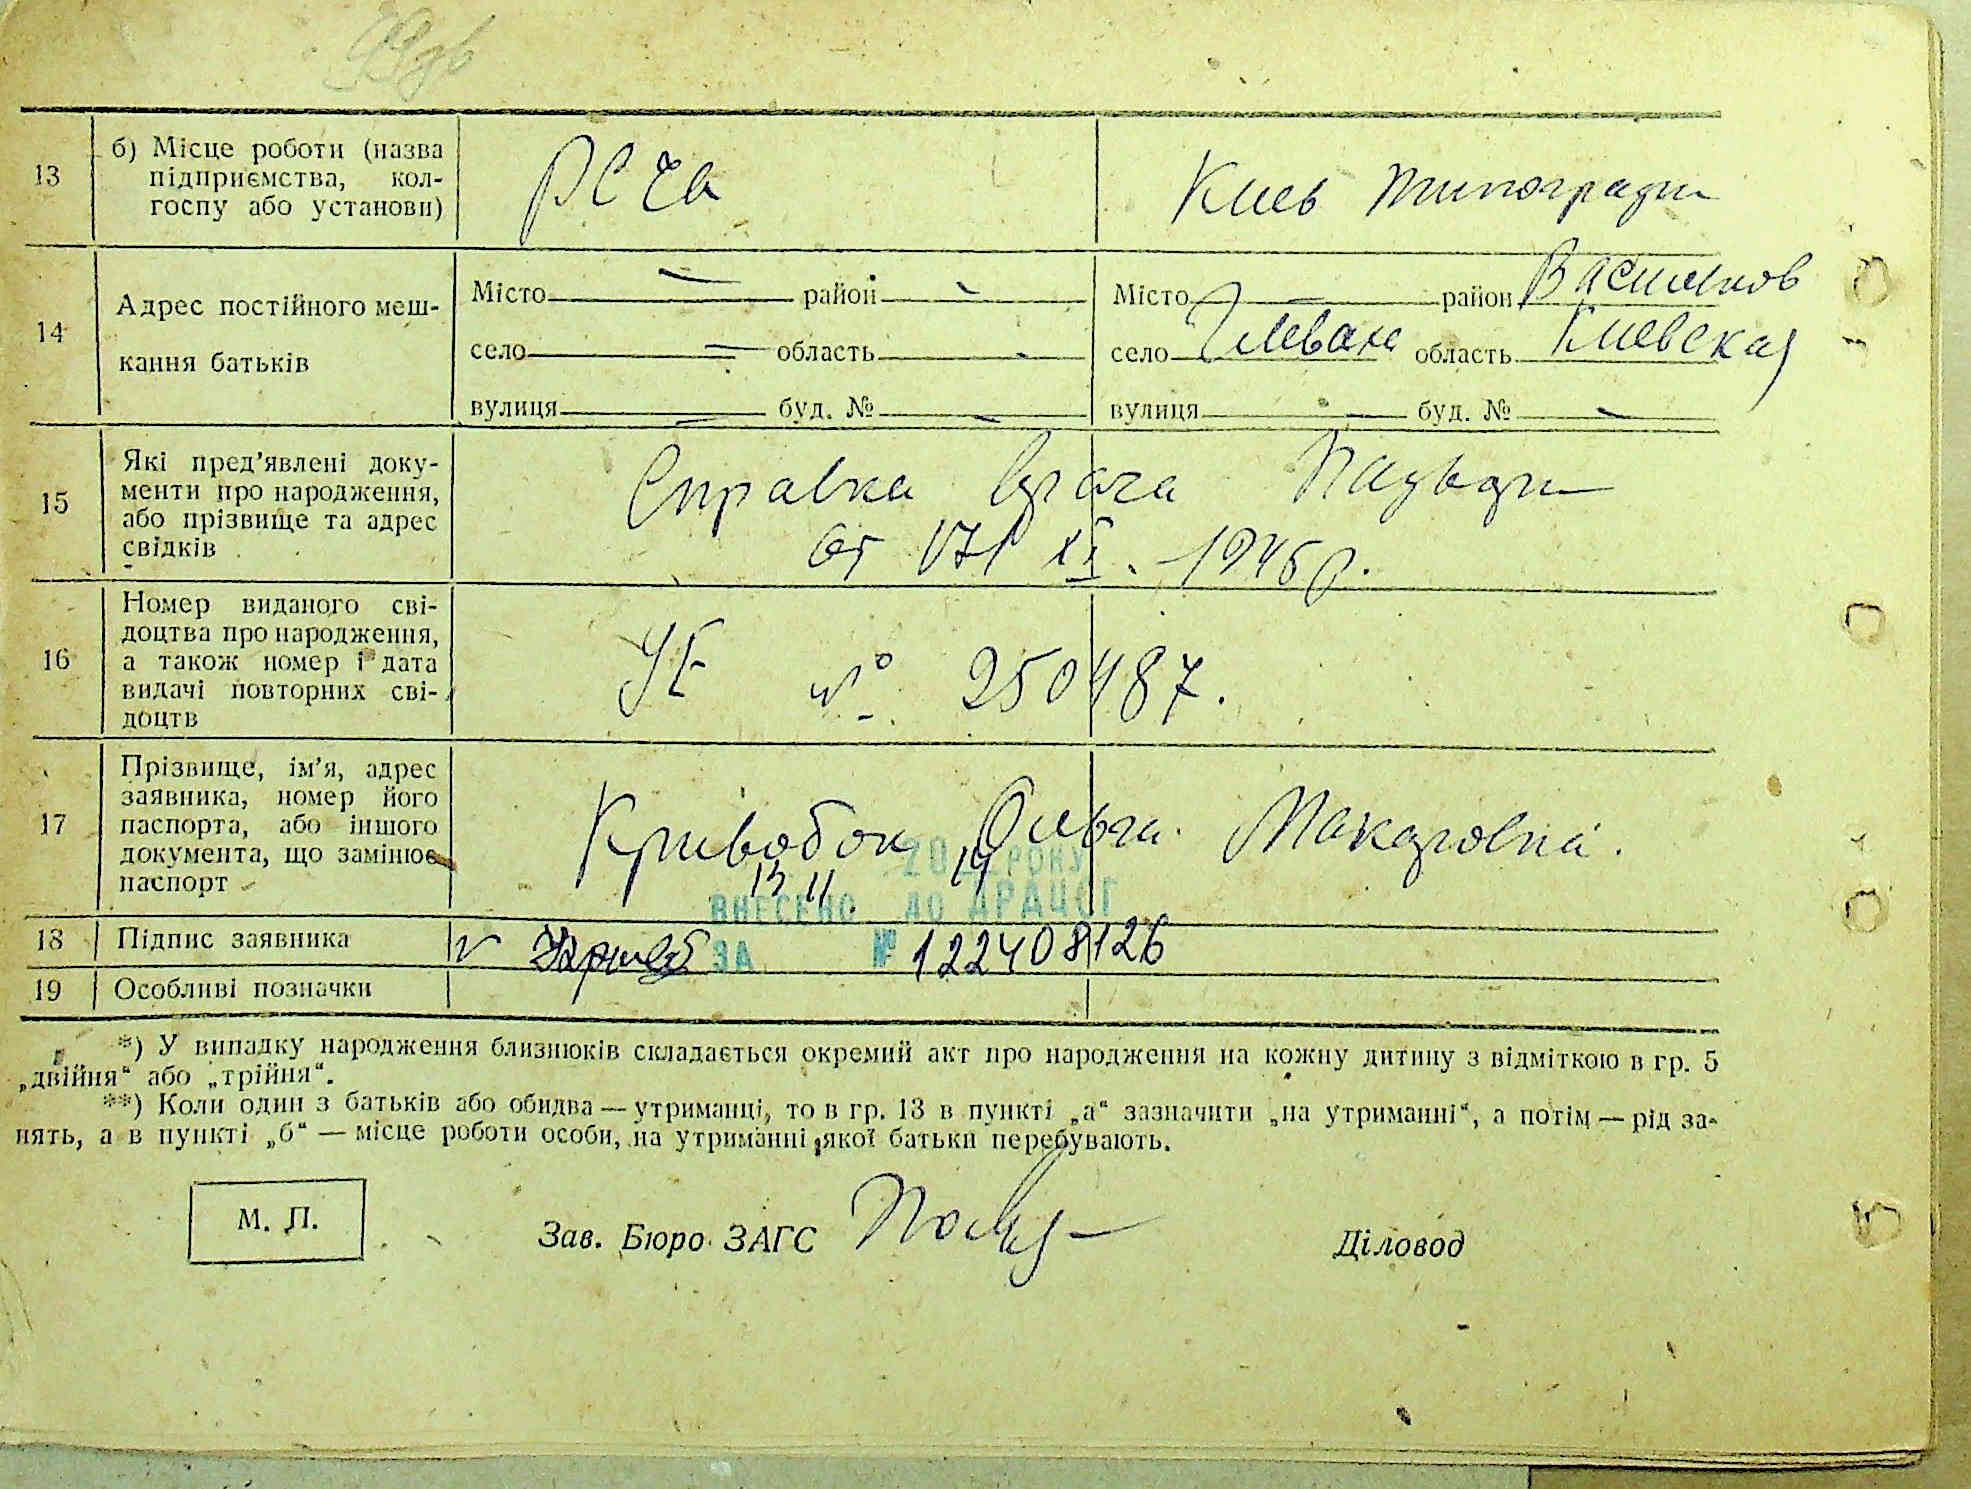 13
б) Місце роботи (назва
підприємства, кол-
госпу або установи)
Киев
14
Адрес постійного меш-
кання батьків
Місто район
село область
вулиця буд. №
Місто район Васильков
село область Киевская
вулиця буд. №
15
Які пред'явлені доку-
менти про народження,
або прізвище та адрес
свідків
Справка врача
от XI. 1946 р.
16
Номер виданого сві-
доцтва про народження,
а також номер і дата
видачі повторних сві-
доцтв
№ 250487.
17
Прізвище, ім'я, адрес
заявника, номер його
паспорта, або іншого
документа, що замінює
паспорт
Кривобок Ольга Макаровна.
13 11 2014 РОКУ
ВНЕСЕНО ДО ДРАЦСГ
18
Підпис заявника
ЗА № 122408126
19
Особливі позначки
*) У випадку народження близнюків складається окремий акт про народження на кожну дитину з відміткою в гр. 5
„двійня“ або „трійня“.
**) Коли один з батьків або обидва — утриманці, то в гр. 13 в пункті „а“ зазначити „на утриманні“, а потім — рід за-
нять, а в пункті „б“ — місце роботи особи, на утриманні якої батьки перебувають.
М. П.
Зав. Бюро ЗАГС
Діловод